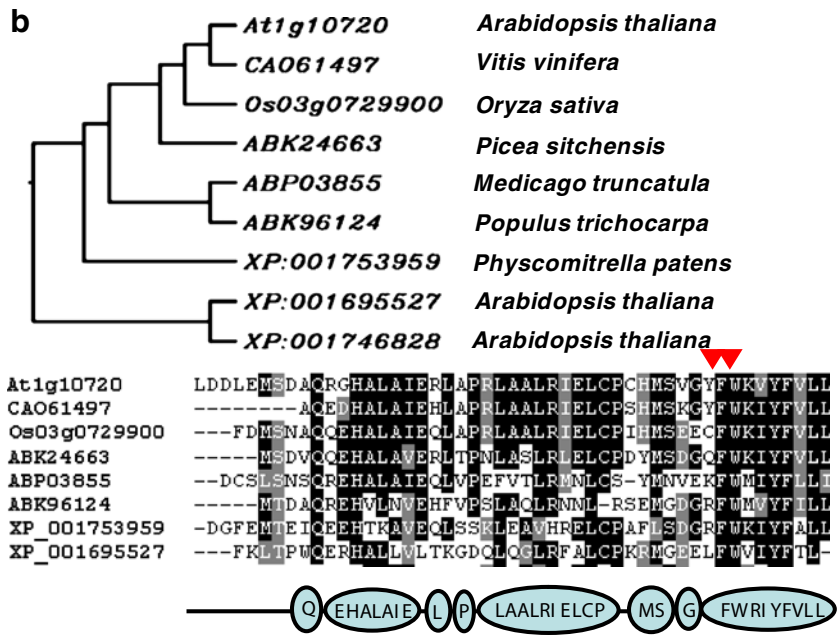 b
At1g10720 Arabidopsis thaliana
CAO61497 Vitis vinifera
Os03g0729900 Oryza sativa
ABK24663 Picea sitchensis
ABP03855 Medicago truncatula
ABK96124 Populus trichocarpa
XP:001753959 Physcomitrella patens
XP:001695527 Arabidopsis thaliana
XP:001746828 Arabidopsis thaliana
At1g10720 LDDLEMSDAQRGHALAIERLAPRLAALRIELCPCHMSVGYFWKVYFVLL
CAO61497 --------AQEDHALAIEHLAPRLAALRIELCPSHMSKGYFWKIYFVLL
Os03g0729900 ---FDMSNAQQEHALAIEQLAPRLAALRIELCPIHMSEECFWKIYFVLL
ABK24663 -----MSDVQQEHALAVERLTPNLASLRLELCPSYMSDGQFWKIYFVLL
ABP03855 --DCSLSNSQREHALAIEQLVPEFVTLRMNLCS-YMNVEKFWMIYFLLI
ABK96124 -----MTDAQREHVLNVEHFVPSLAQLRNNL-RSEMGDGRFWMVYFILL
XP_001753959 -DGFEMTEIQEEHTKAVEQLSSKLEAVHRELCPAFLSDGRFWKIYFALL
XP_001695527 ---FKLTPWQERHALLVLTKGDQLQGLRFALCPKRMGEELFWVIYFTL-
Q EHALAIE L P LAALRI ELCP MS G FWRI YFVLL